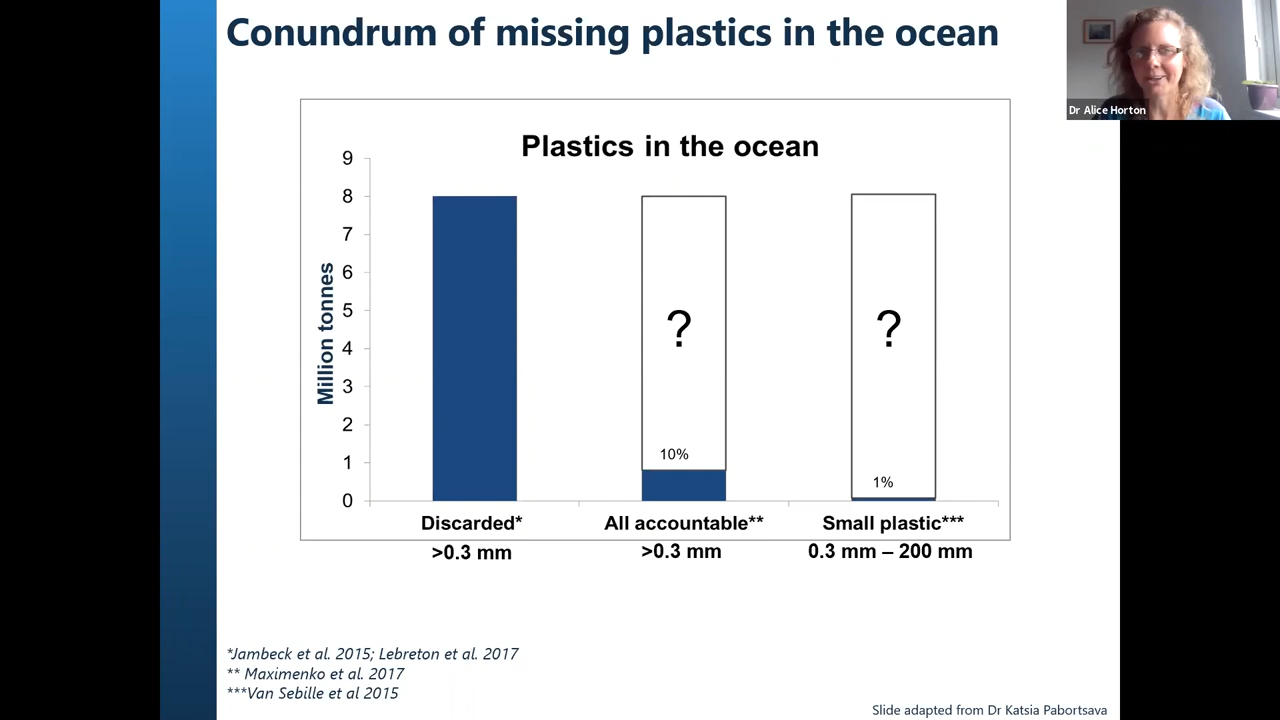 Conundrum of missing plastics in the ocean
Dr Alice Horton
Plastics in the ocean
Million tonnes
9
8
7
6
5
4
3
2
1
0
?
?
10%
1%
Discarded* All accountable** Small plastic***
>0.3 mm >0.3 mm 0.3 mm – 200 mm
*Jambeck et al. 2015; Lebreton et al. 2017
** Maximenko et al. 2017
***Van Sebille et al 2015
Slide adapted from Dr Katsia Pabortsava